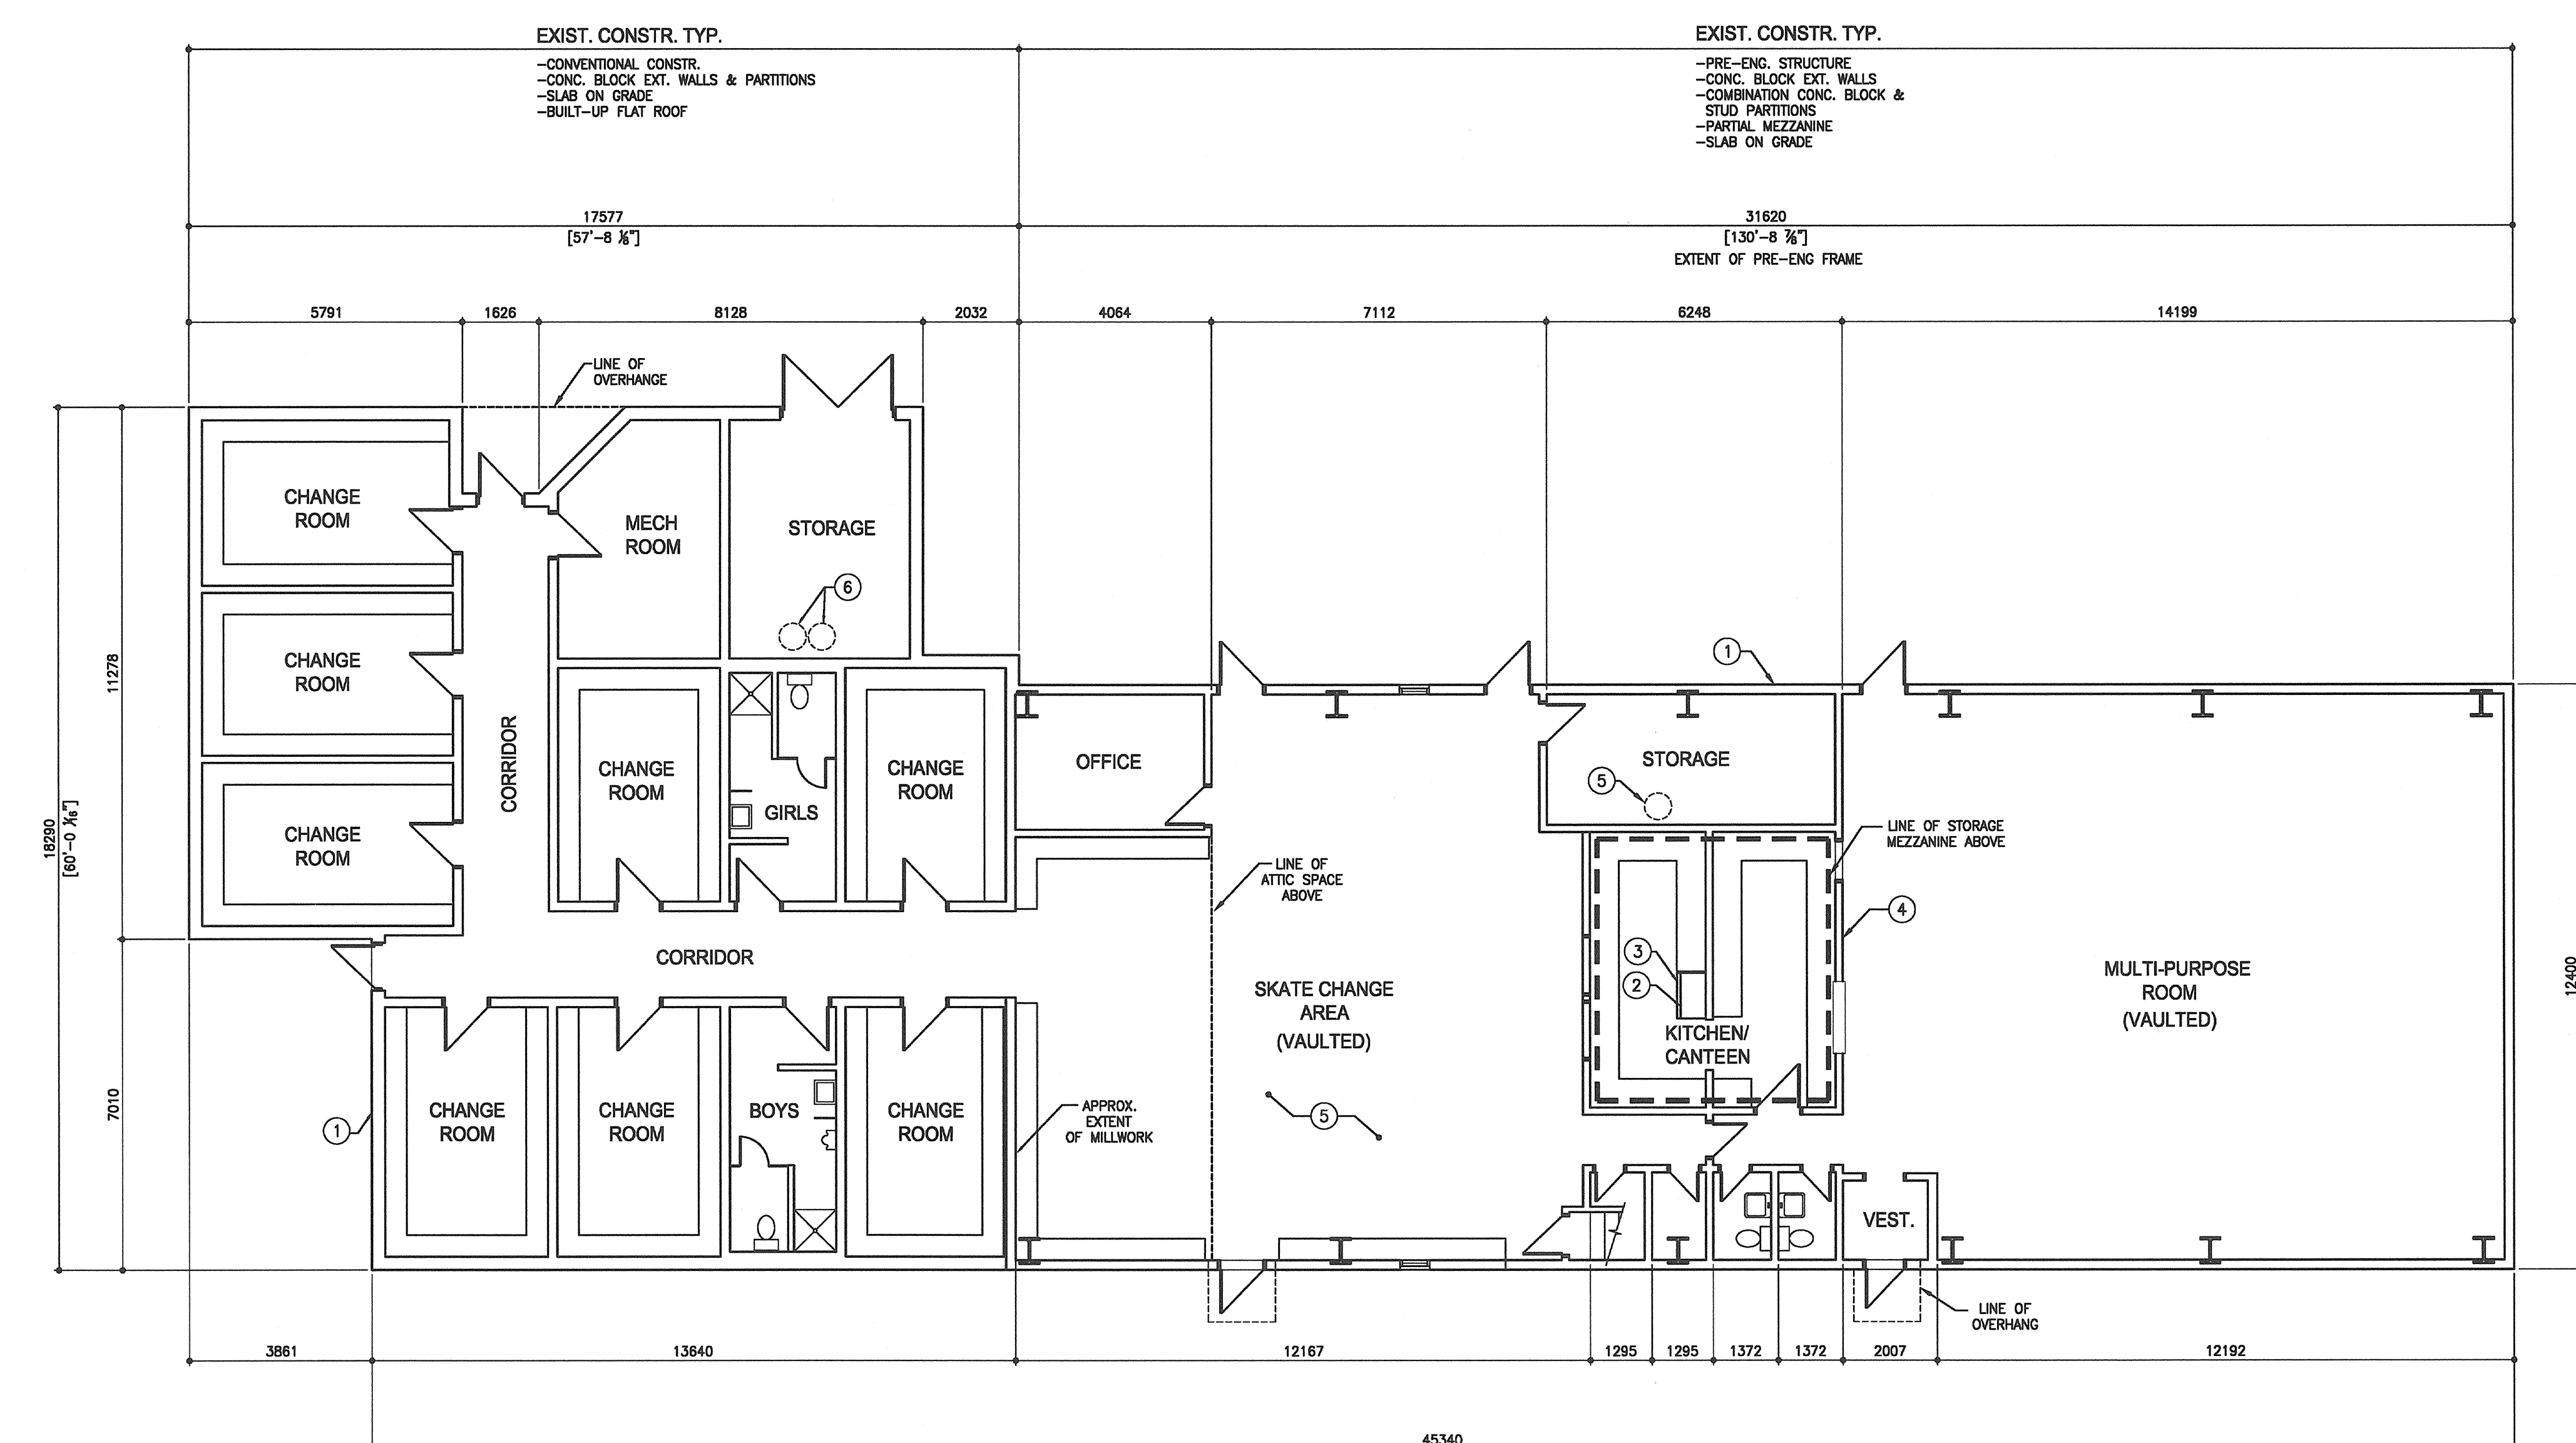 EXIST. CONSTR. TYP.
-CONVENTIONAL CONSTR.
-CONC. BLOCK EXT. WALLS & PARTITIONS
-SLAB ON GRADE
-BUILT-UP FLAT ROOF
EXIST. CONSTR. TYP.
-PRE-ENG. STRUCTURE
-CONC. BLOCK EXT. WALLS
-COMBINATION CONC. BLOCK &
STUD PARTITIONS
-PARTIAL MEZZANINE
-SLAB ON GRADE
17577
[57'-8 ⅛"]
31620
[130'-8 ⅞"]
EXTENT OF PRE-ENG FRAME
5791
1626
8128
2032
4064
7112
6248
14199
LINE OF
OVERHANGE
CHANGE
ROOM
MECH
ROOM
STORAGE
6
CHANGE
ROOM
CHANGE
ROOM
CORRIDOR
CHANGE
ROOM
GIRLS
CHANGE
ROOM
OFFICE
1
STORAGE
5
LINE OF STORAGE
MEZZANINE ABOVE
LINE OF
ATTIC SPACE
ABOVE
4
11278
18290
[60'-0 1/16"]
7010
CORRIDOR
3
2
KITCHEN/
CANTEEN
SKATE CHANGE
AREA
(VAULTED)
MULTI-PURPOSE
ROOM
(VAULTED)
12400
1
CHANGE
ROOM
CHANGE
ROOM
BOYS
CHANGE
ROOM
APPROX.
EXTENT
OF MILLWORK
5
VEST.
LINE OF
OVERHANG
3861
13640
12167
1295
1295
1372
1372
2007
12192
45340